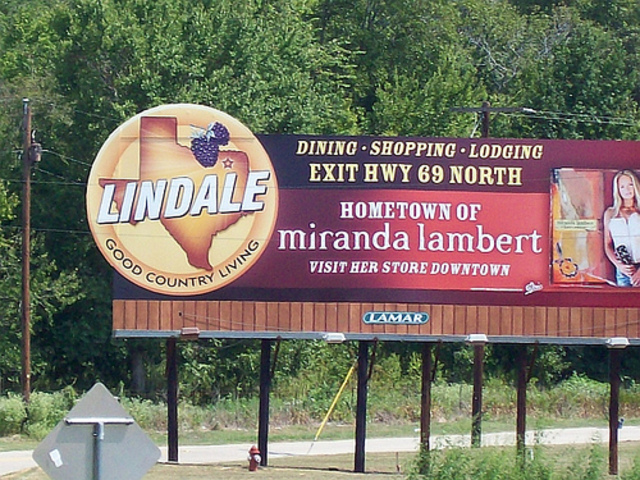 LINDALE
GOOD COUNTRY LIVING
DINING · SHOPPING · LODGING
EXIT HWY 69 NORTH
HOMETOWN OF
miranda lambert
VISIT HER STORE DOWNTOWN
LAMAR